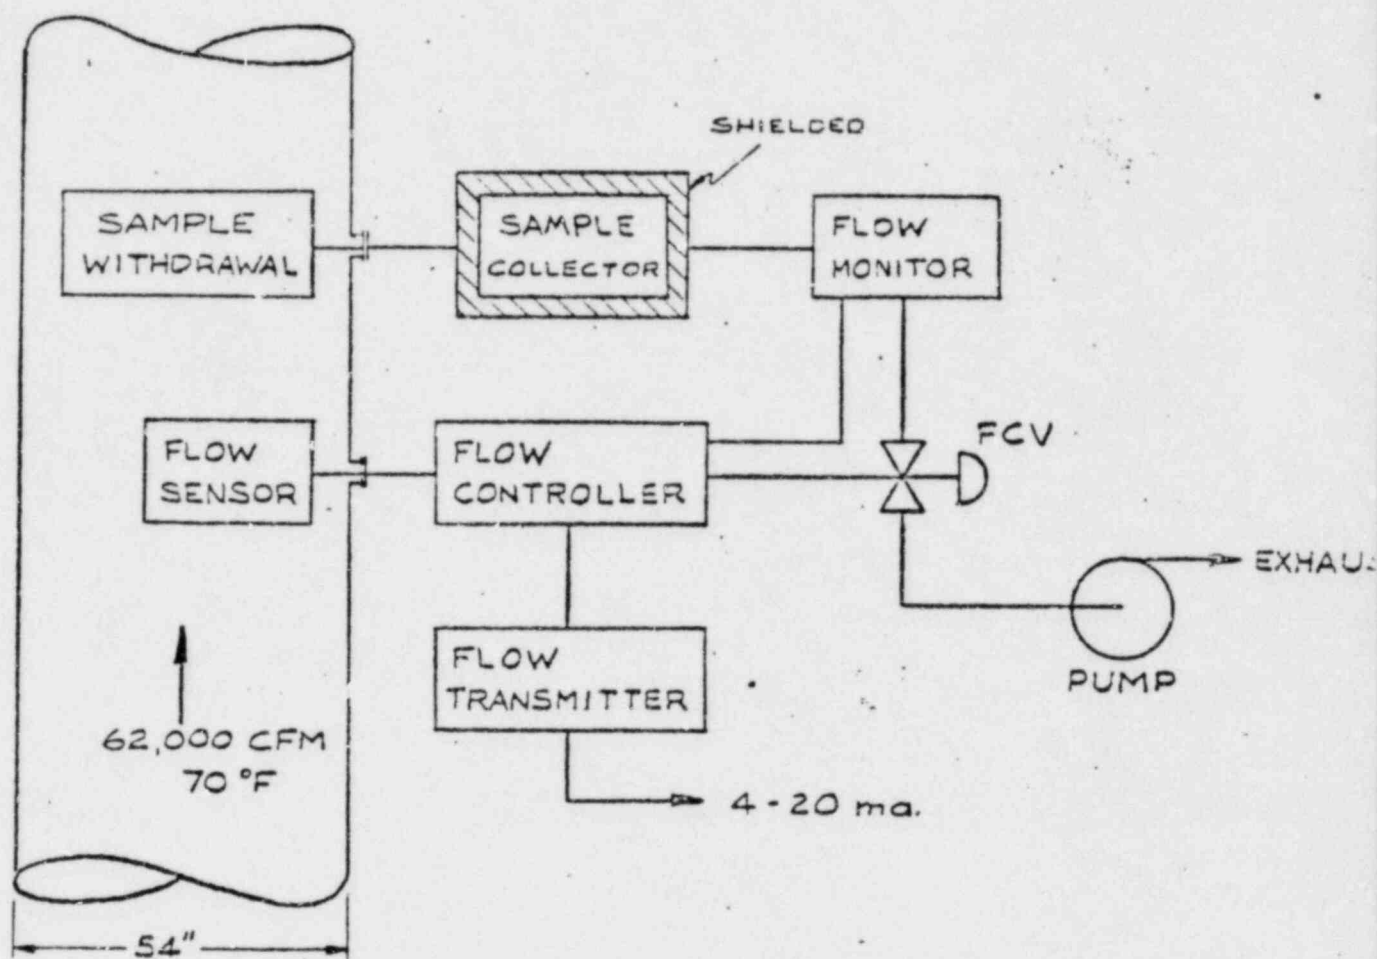 SHIELDED
SAMPLE
WITHDRAWAL
SAMPLE
COLLECTOR
FLOW
MONITOR
FLOW
SENSOR
FLOW
CONTROLLER
FCV
EXHAU
FLOW
TRANSMITTER
PUMP
62,000 CFM
70 °F
4-20 ma.
54"